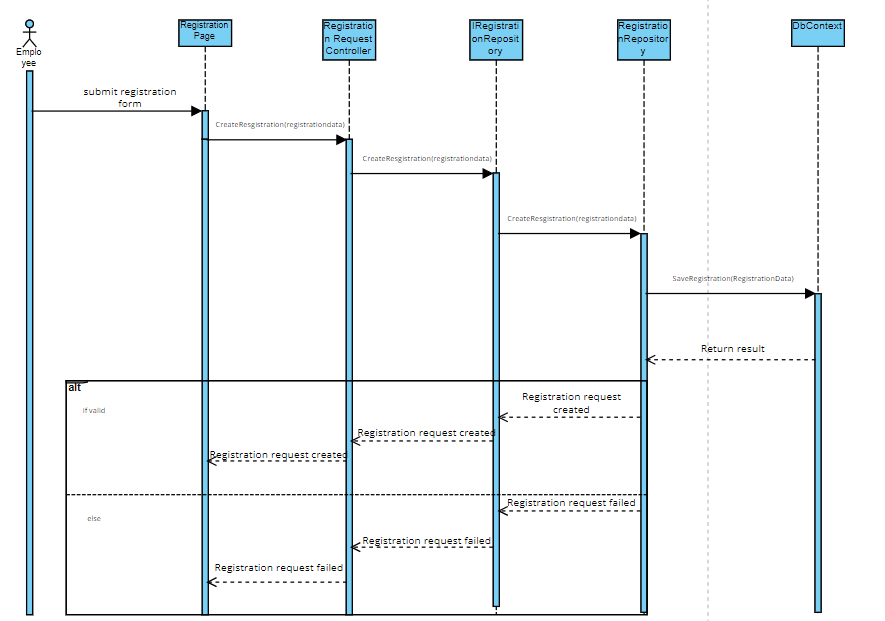 Emplo
yee
Registration
Page
Registratio
n Request
Controller
IRegistrati
onReposit
ory
Registratio
nRepositor
y
DbContext
submit registration
form
CreateResgistration(registrationdata)
CreateResgistration(registrationdata)
CreateResgistration(registrationdata)
SaveRegistration(RegistrationData)
Return result
alt
if valid
Registration request
created
Registration request created
Registration request created
else
Registration request failed
Registration request failed
Registration request failed